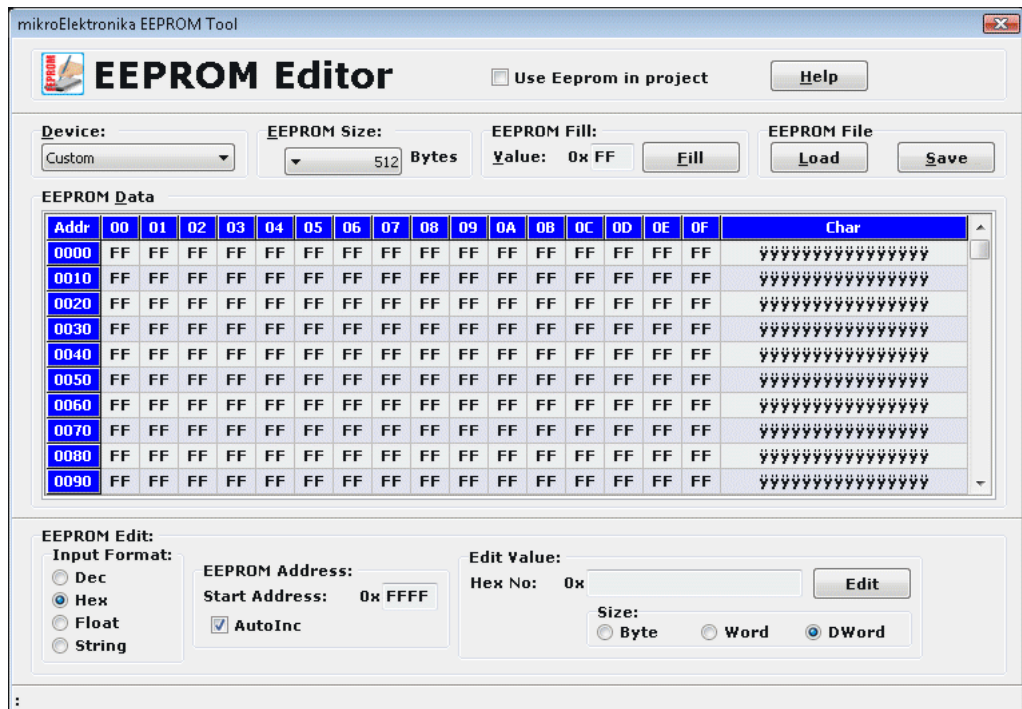 mikroElektronika EEPROM Tool
EEPROM
EEPROM Editor
Use Eeprom in project
Help
Device:
EEPROM Size:
EEPROM Fill:
EEPROM File
Custom
512 Bytes
Value: 0x FF
Fill
Load
Save
EEPROM Data
Addr 00 01 02 03 04 05 06 07 08 09 0A 0B 0C 0D 0E 0F Char
0000 FF FF FF FF FF FF FF FF FF FF FF FF FF FF FF FF ÿÿÿÿÿÿÿÿÿÿÿÿÿÿÿÿ
0010 FF FF FF FF FF FF FF FF FF FF FF FF FF FF FF FF ÿÿÿÿÿÿÿÿÿÿÿÿÿÿÿÿ
0020 FF FF FF FF FF FF FF FF FF FF FF FF FF FF FF FF ÿÿÿÿÿÿÿÿÿÿÿÿÿÿÿÿ
0030 FF FF FF FF FF FF FF FF FF FF FF FF FF FF FF FF ÿÿÿÿÿÿÿÿÿÿÿÿÿÿÿÿ
0040 FF FF FF FF FF FF FF FF FF FF FF FF FF FF FF FF ÿÿÿÿÿÿÿÿÿÿÿÿÿÿÿÿ
0050 FF FF FF FF FF FF FF FF FF FF FF FF FF FF FF FF ÿÿÿÿÿÿÿÿÿÿÿÿÿÿÿÿ
0060 FF FF FF FF FF FF FF FF FF FF FF FF FF FF FF FF ÿÿÿÿÿÿÿÿÿÿÿÿÿÿÿÿ
0070 FF FF FF FF FF FF FF FF FF FF FF FF FF FF FF FF ÿÿÿÿÿÿÿÿÿÿÿÿÿÿÿÿ
0080 FF FF FF FF FF FF FF FF FF FF FF FF FF FF FF FF ÿÿÿÿÿÿÿÿÿÿÿÿÿÿÿÿ
0090 FF FF FF FF FF FF FF FF FF FF FF FF FF FF FF FF ÿÿÿÿÿÿÿÿÿÿÿÿÿÿÿÿ
EEPROM Edit:
Input Format:
Dec
Hex
Float
String
EEPROM Address:
Start Address: 0x FFFF
AutoInc
Edit Value:
Hex No: 0x
Edit
Size:
Byte Word DWord
: